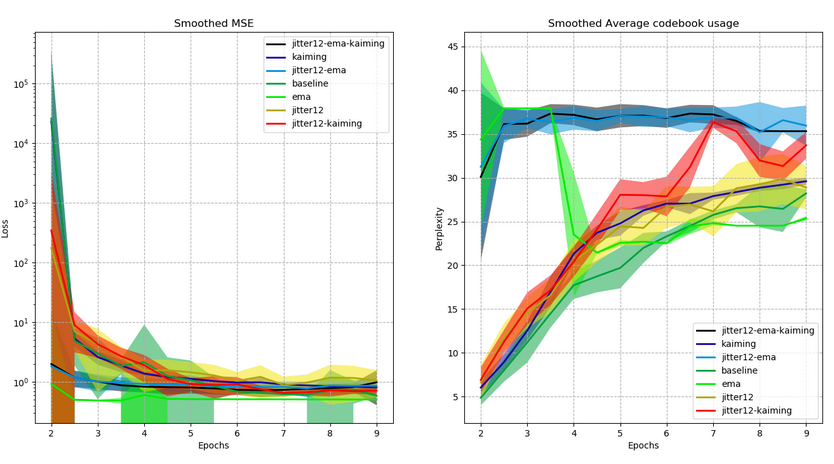 Smoothed MSE
Loss
10⁵
10⁴
10³
10²
10¹
10⁰
2 3 4 5 6 7 8 9
Epochs
jitter12-ema-kaiming
kaiming
jitter12-ema
baseline
ema
jitter12
jitter12-kaiming
Smoothed Average codebook usage
Perplexity
45
40
35
30
25
20
15
10
5
2 3 4 5 6 7 8 9
Epochs
jitter12-ema-kaiming
kaiming
jitter12-ema
baseline
ema
jitter12
jitter12-kaiming